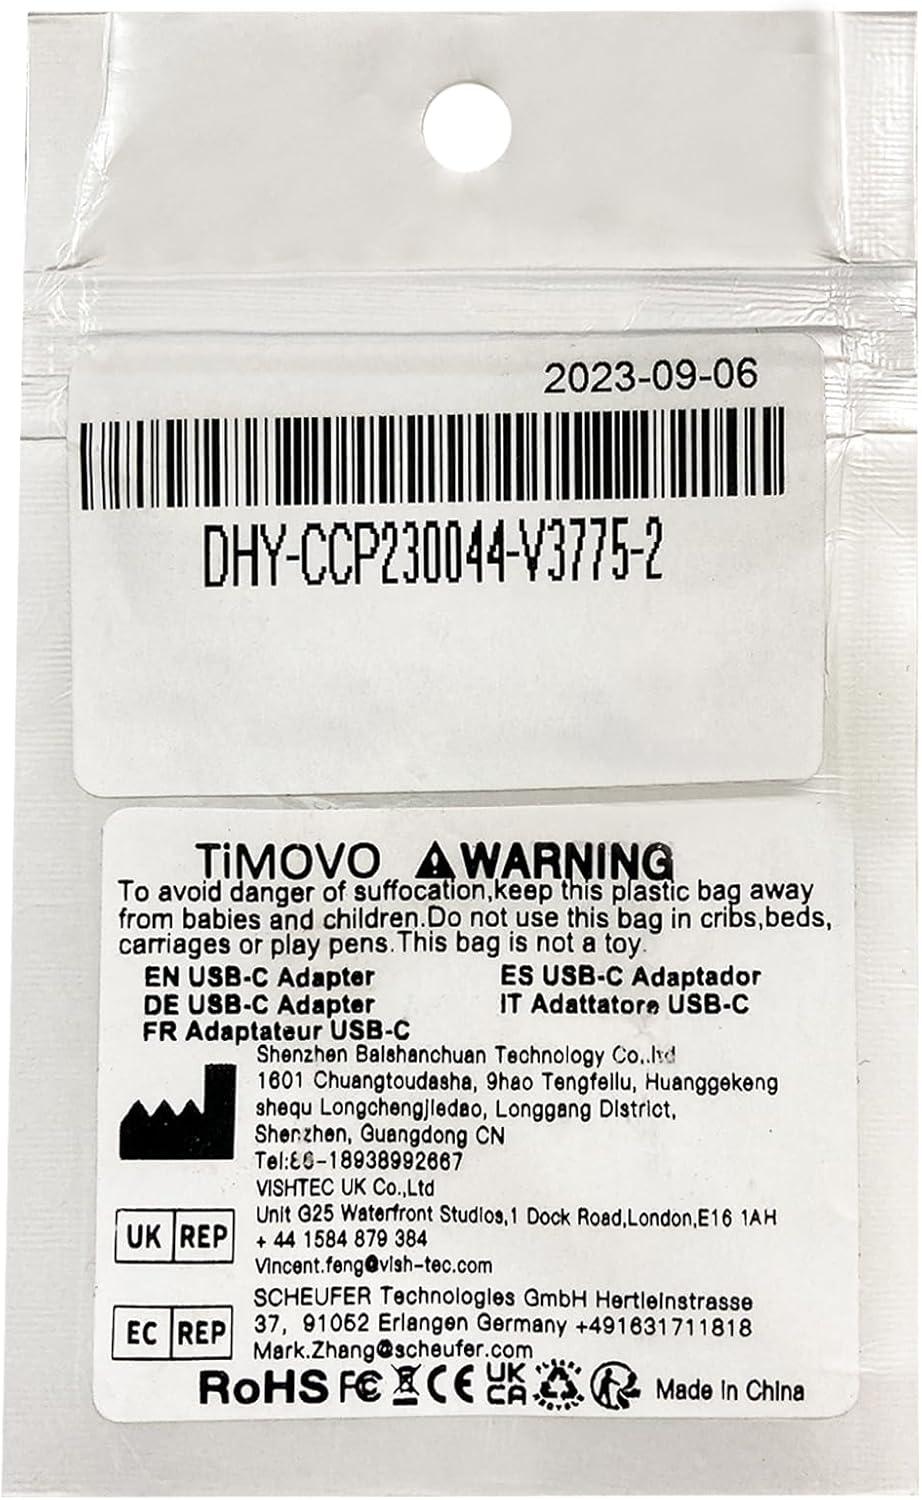 2023-09-06
DHY-CCP230044-V3775-2
TiMOVO WARNING
To avoid danger of suffocation,keep this plastic bag away
from babies and children.Do not use this bag in cribs,beds,
carriages or play pens.This bag is not a toy.
EN USB-C Adapter ES USB-C Adaptador
DE USB-C Adapter IT Adattatore USB-C
FR Adaptateur USB-C
Shenzhen Baishanchuan Technology Co.,ltd
1601 Chuangtoudasha, 9hao Tengfeilu, Huanggekeng
shequ Longchengjiedao, Longgang District,
Shenzhen, Guangdong CN
Tel:86-18938992667
VISHTEC UK Co.,Ltd
UK REP Unit G25 Waterfront Studios,1 Dock Road,London,E16 1AH
+ 44 1584 879 384
Vincent.feng@vish-tec.com
SCHEUFER Technologies GmbH Hertleinstrasse
EC REP 37, 91052 Erlangen Germany +491631711818
Mark.Zhang@scheufer.com
RoHS FC CE UK CA Made in China